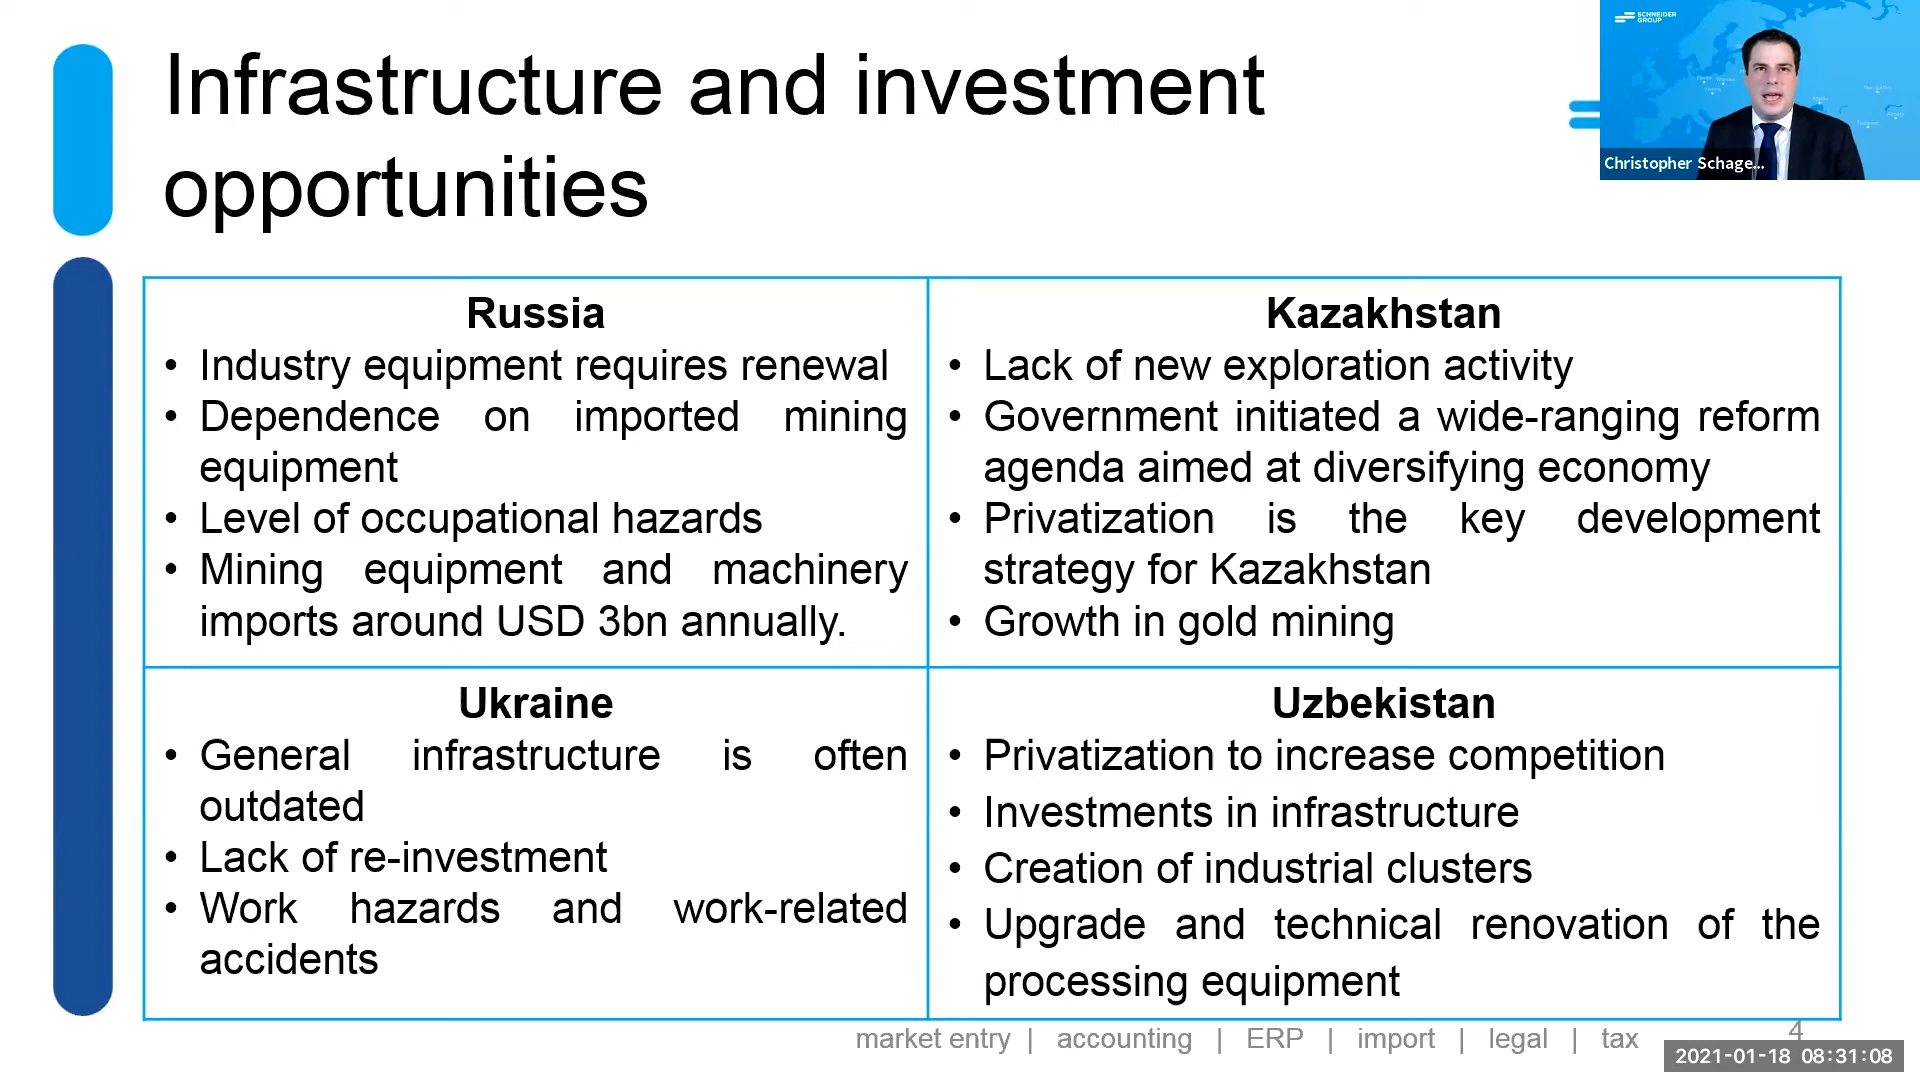 Infrastructure and investment
opportunities
SCHNEIDER
GROUP
Christopher Schage...
Russia
• Industry equipment requires renewal
• Dependence on imported mining
equipment
• Level of occupational hazards
• Mining equipment and machinery
imports around USD 3bn annually.
Kazakhstan
• Lack of new exploration activity
• Government initiated a wide-ranging reform
agenda aimed at diversifying economy
• Privatization is the key development
strategy for Kazakhstan
• Growth in gold mining
Ukraine
• General infrastructure is often
outdated
• Lack of re-investment
• Work hazards and work-related
accidents
Uzbekistan
• Privatization to increase competition
• Investments in infrastructure
• Creation of industrial clusters
• Upgrade and technical renovation of the
processing equipment
market entry | accounting | ERP | import | legal | tax
4
2021-01-18 08:31:08